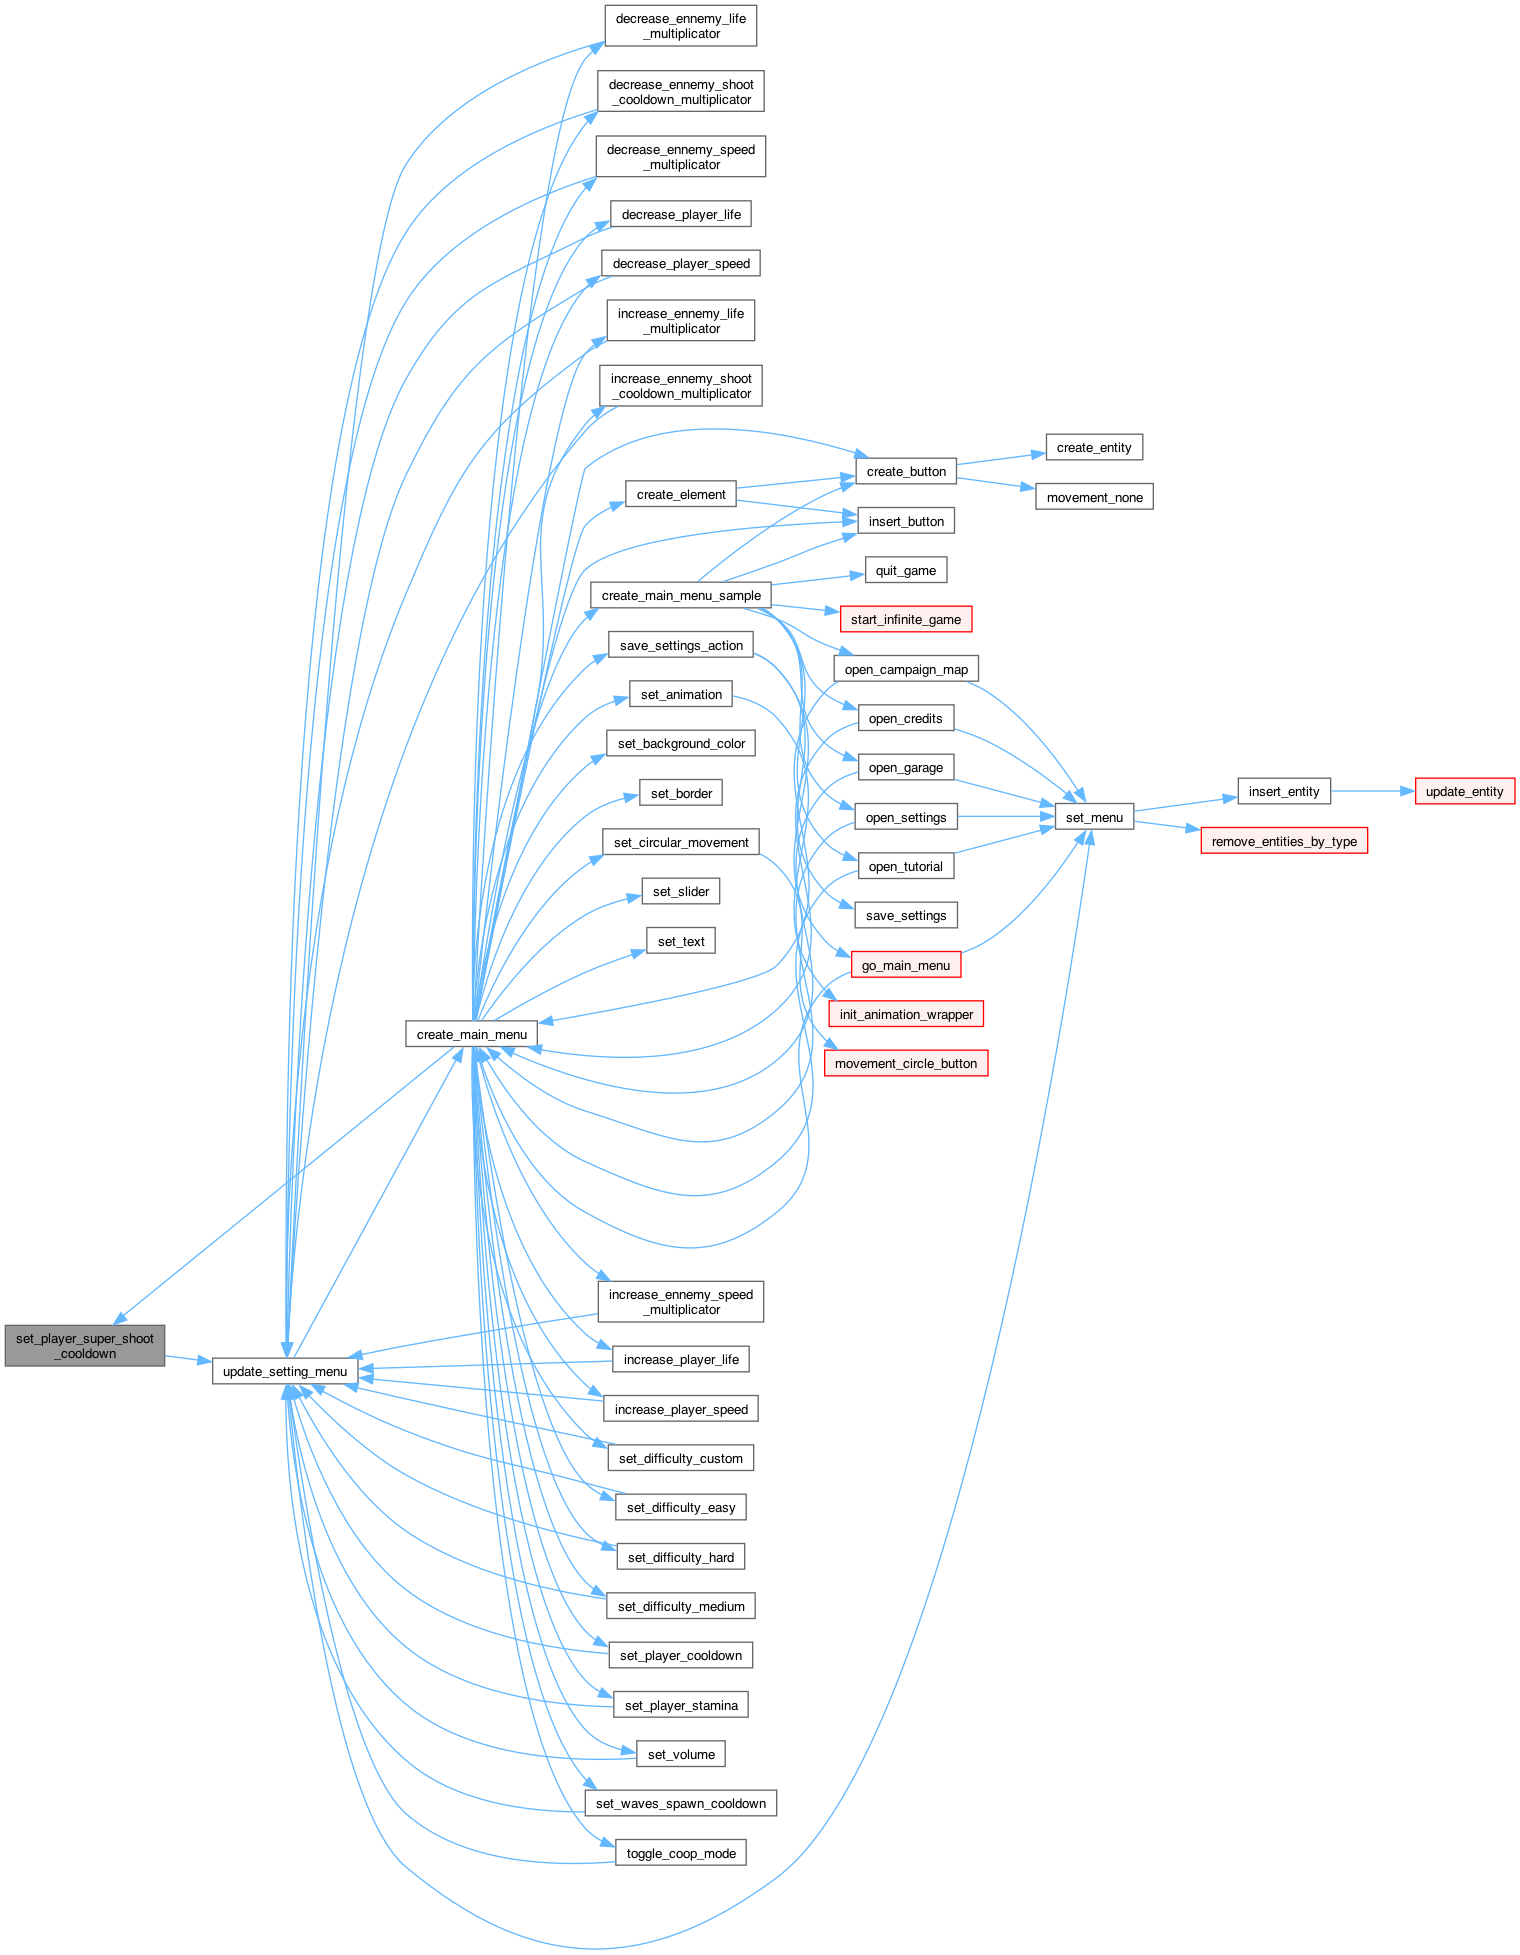 decrease_ennemy_life
_multiplicator
decrease_ennemy_shoot
_cooldown_multiplicator
decrease_ennemy_speed
_multiplicator
decrease_player_life
decrease_player_speed
increase_ennemy_life
_multiplicator
increase_ennemy_shoot
_cooldown_multiplicator
create_entity
create_button
create_element
movement_none
insert_button
quit_game
create_main_menu_sample
start_infinite_game
save_settings_action
open_campaign_map
set_animation
open_credits
set_background_color
open_garage
set_border
insert_entity
update_entity
open_settings
set_menu
set_circular_movement
remove_entities_by_type
open_tutorial
set_slider
save_settings
set_text
go_main_menu
init_animation_wrapper
create_main_menu
movement_circle_button
increase_ennemy_speed
_multiplicator
set_player_super_shoot
_cooldown
increase_player_life
update_setting_menu
increase_player_speed
set_difficulty_custom
set_difficulty_easy
set_difficulty_hard
set_difficulty_medium
set_player_cooldown
set_player_stamina
set_volume
set_waves_spawn_cooldown
toggle_coop_mode